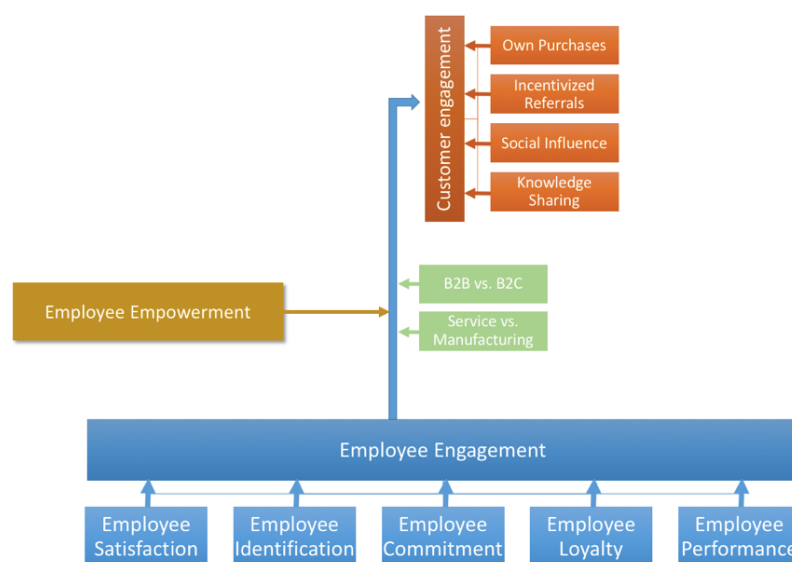 Customer engagement
Own Purchases
Incentivized
Referrals
Social Influence
Knowledge
Sharing
B2B vs. B2C
Employee Empowerment
Service vs.
Manufacturing
Employee Engagement
Employee
Satisfaction
Employee
Identification
Employee
Commitment
Employee
Loyalty
Employee
Performance